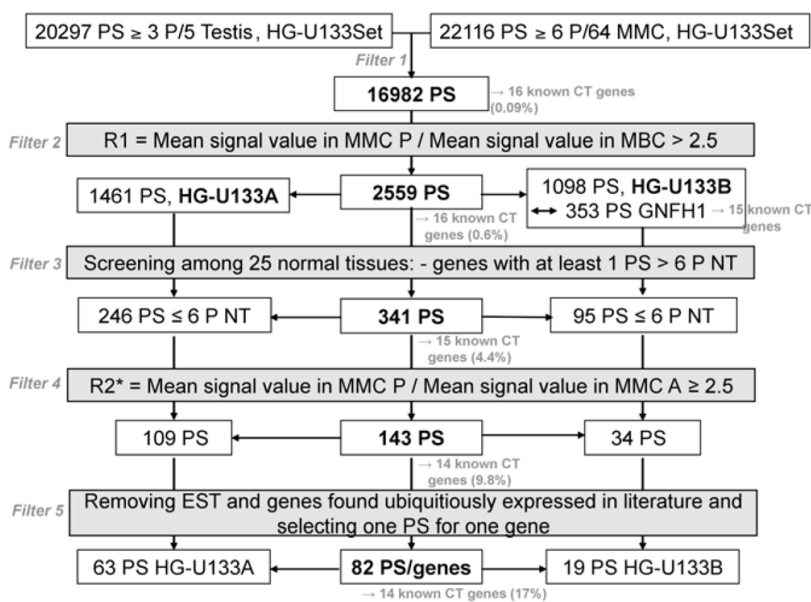 20297 PS ≥ 3 P/5 Testis, HG-U133Set
22116 PS ≥ 6 P/64 MMC, HG-U133Set
Filter 1
16982 PS
→ 16 known CT genes
(0.09%)
Filter 2
R1 = Mean signal value in MMC P / Mean signal value in MBC > 2.5
1461 PS, HG-U133A
2559 PS
1098 PS, HG-U133B
353 PS GNFH1
→ 15 known CT
genes
→ 16 known CT
genes (0.6%)
Filter 3
Screening among 25 normal tissues: - genes with at least 1 PS > 6 P NT
246 PS ≤ 6 P NT
341 PS
95 PS ≤ 6 P NT
→ 15 known CT
genes (4.4%)
Filter 4
R2* = Mean signal value in MMC P / Mean signal value in MMC A ≥ 2.5
109 PS
143 PS
34 PS
→ 14 known CT
genes (9.8%)
Filter 5
Removing EST and genes found ubiquitiously expressed in literature and
selecting one PS for one gene
63 PS HG-U133A
82 PS/genes
19 PS HG-U133B
→ 14 known CT genes (17%)